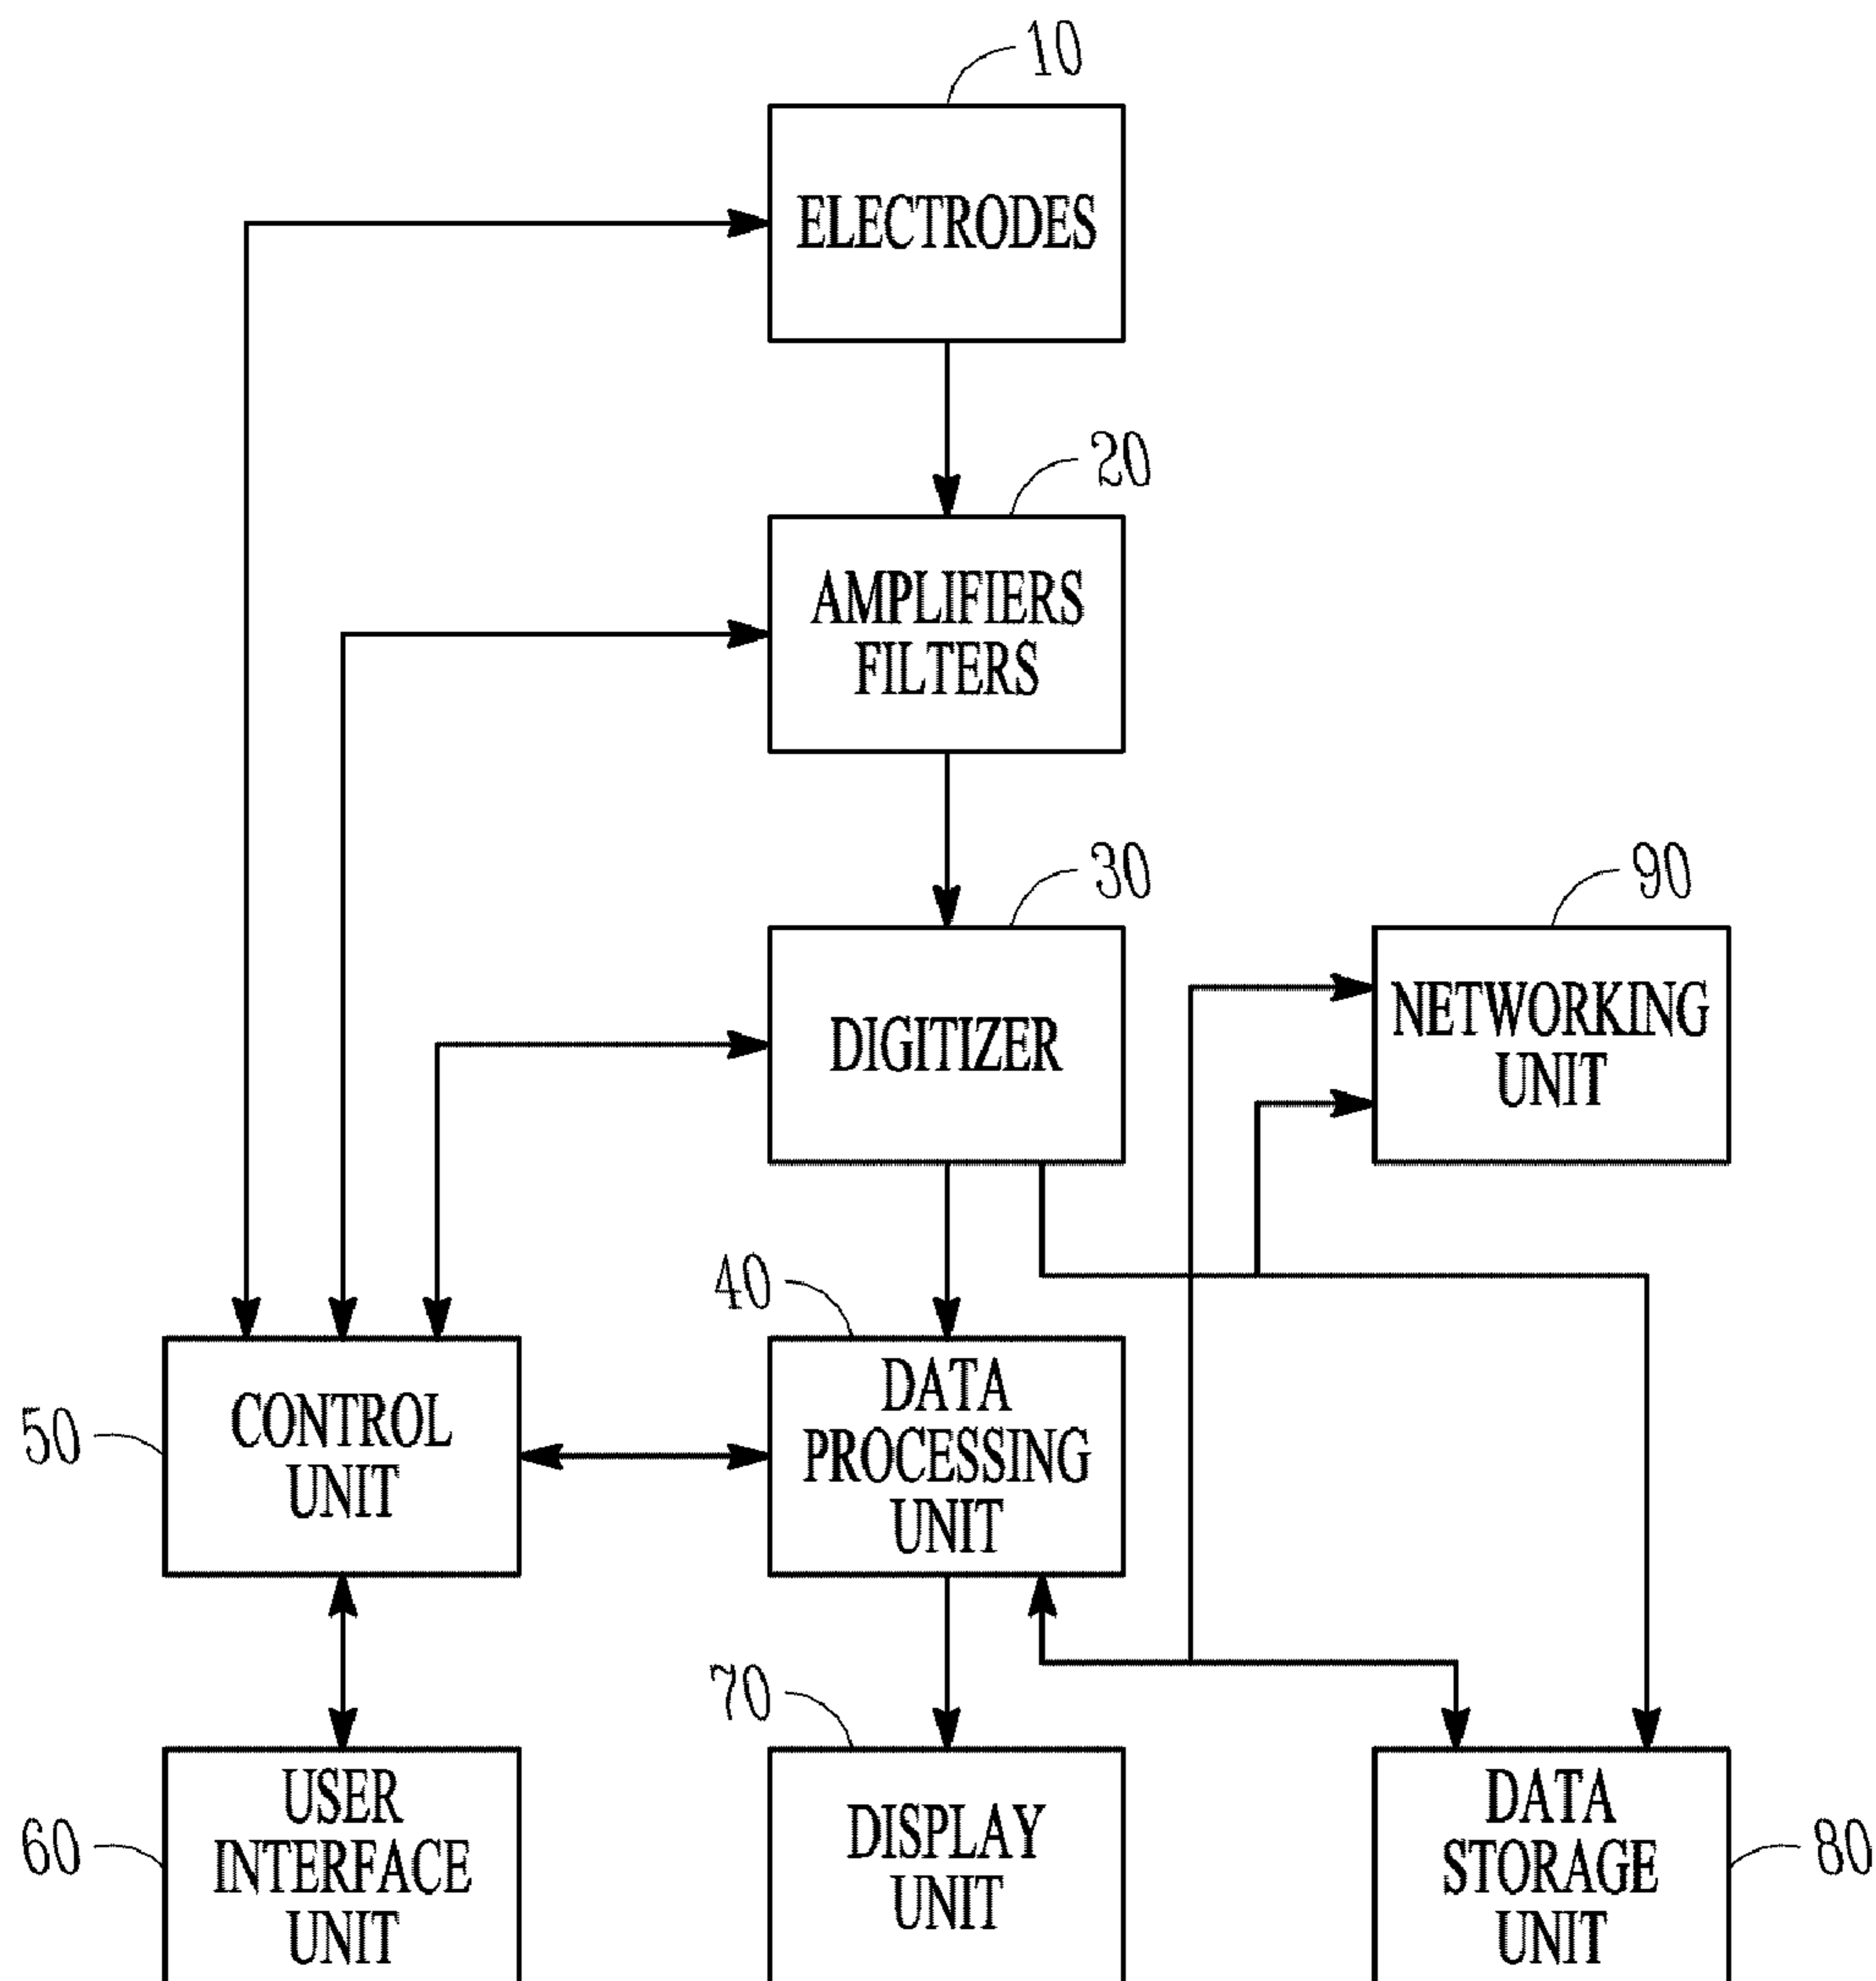 10
ELECTRODES
20
AMPLIFIERS
FILTERS
30
DIGITIZER
90
NETWORKING
UNIT
40
DATA
PROCESSING
UNIT
50
CONTROL
UNIT
60
USER
INTERFACE
UNIT
70
DISPLAY
UNIT
80
DATA
STORAGE
UNIT